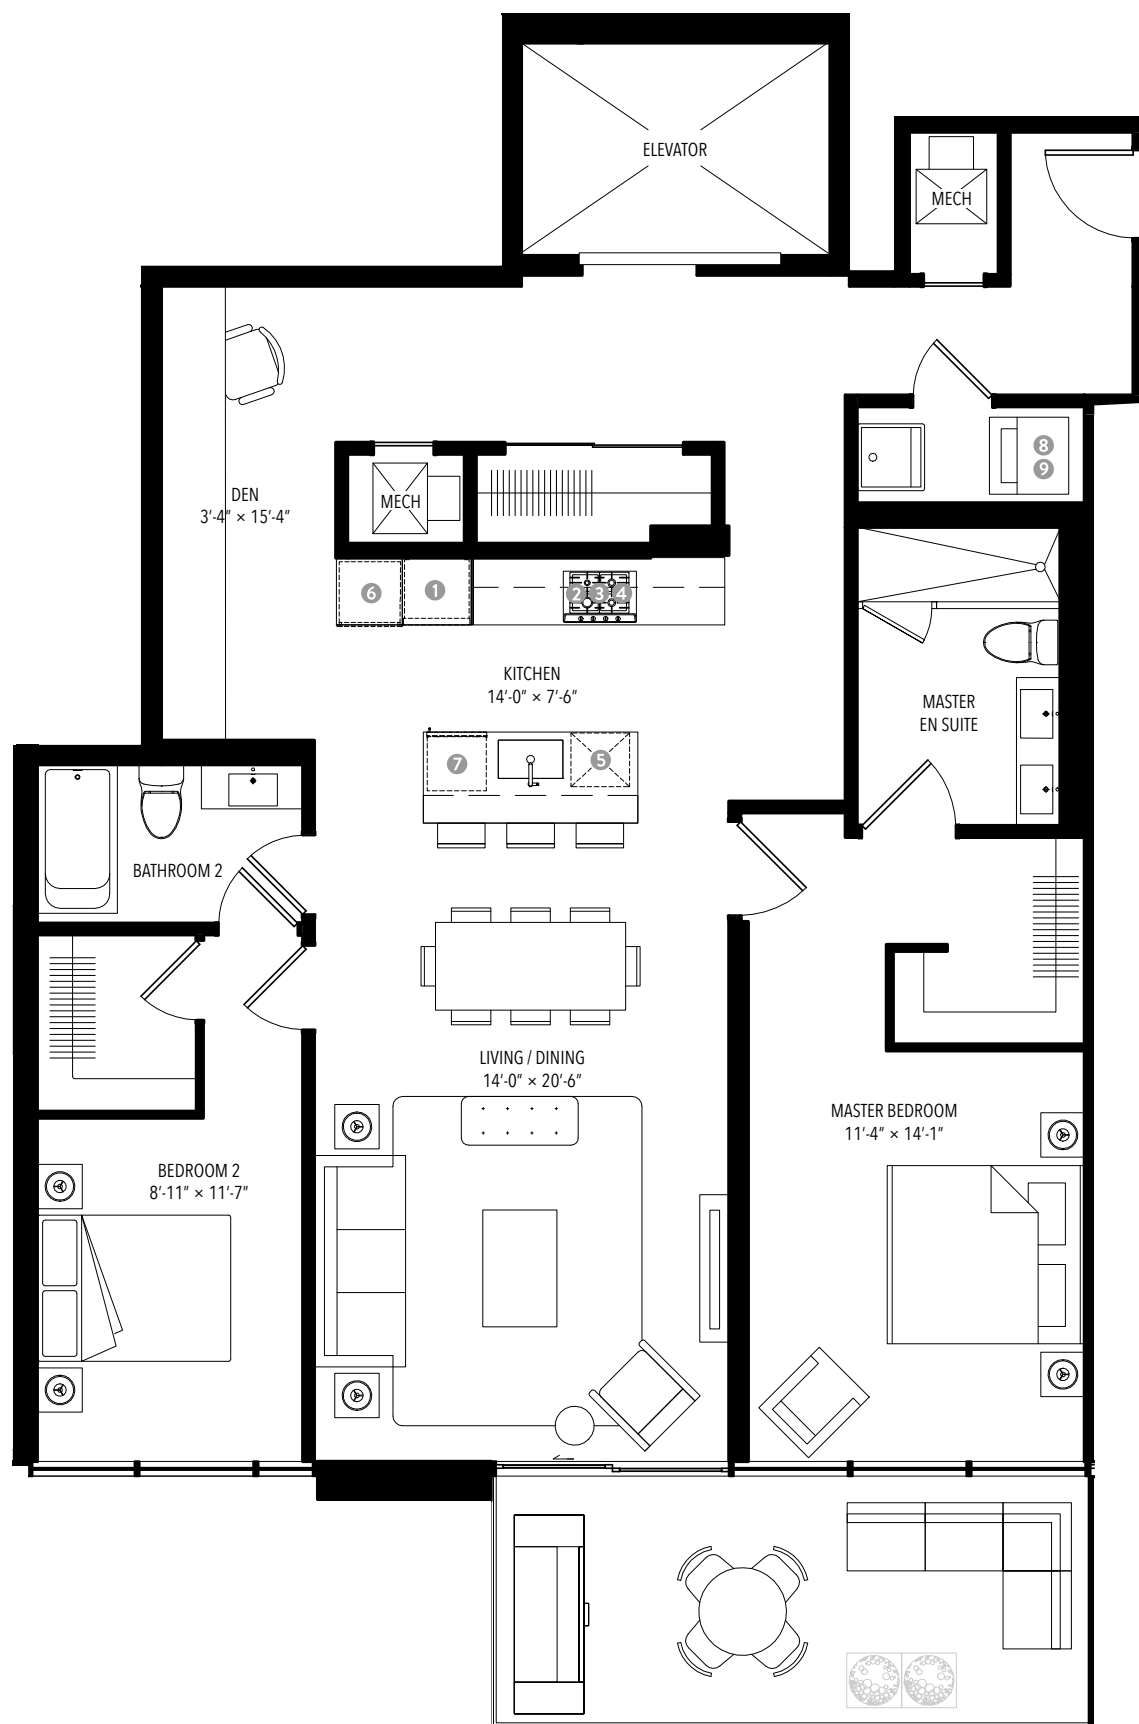 ELEVATOR
MECH
8
9
DEN
3'-4" × 15'-4"
MECH
6
1
2 3 4
KITCHEN
14'-0" × 7'-6"
MASTER
EN SUITE
7
5
BATHROOM 2
LIVING / DINING
14'-0" × 20'-6"
MASTER BEDROOM
11'-4" × 14'-1"
BEDROOM 2
8'-11" × 11'-7"